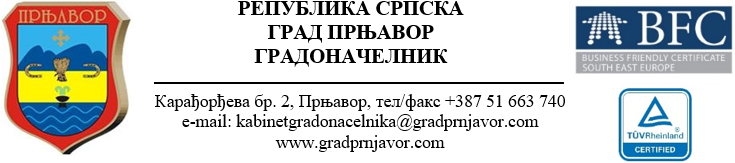 ПРЊАВОР
РЕПУБЛИКА СРПСКА
ГРАД ПРЊАВОР
ГРАДОНАЧЕЛНИК
Карађорђева бр. 2, Прњавор, тел/факс +387 51 663 740
e-mail: kabinetgradonacelnika@gradprnjavor.com
www.gradprnjavor.com
BFC
BUSINESS FRIENDLY CERTIFICATE
SOUTH EAST EUROPE
TÜVRheinland
CERTIFIED